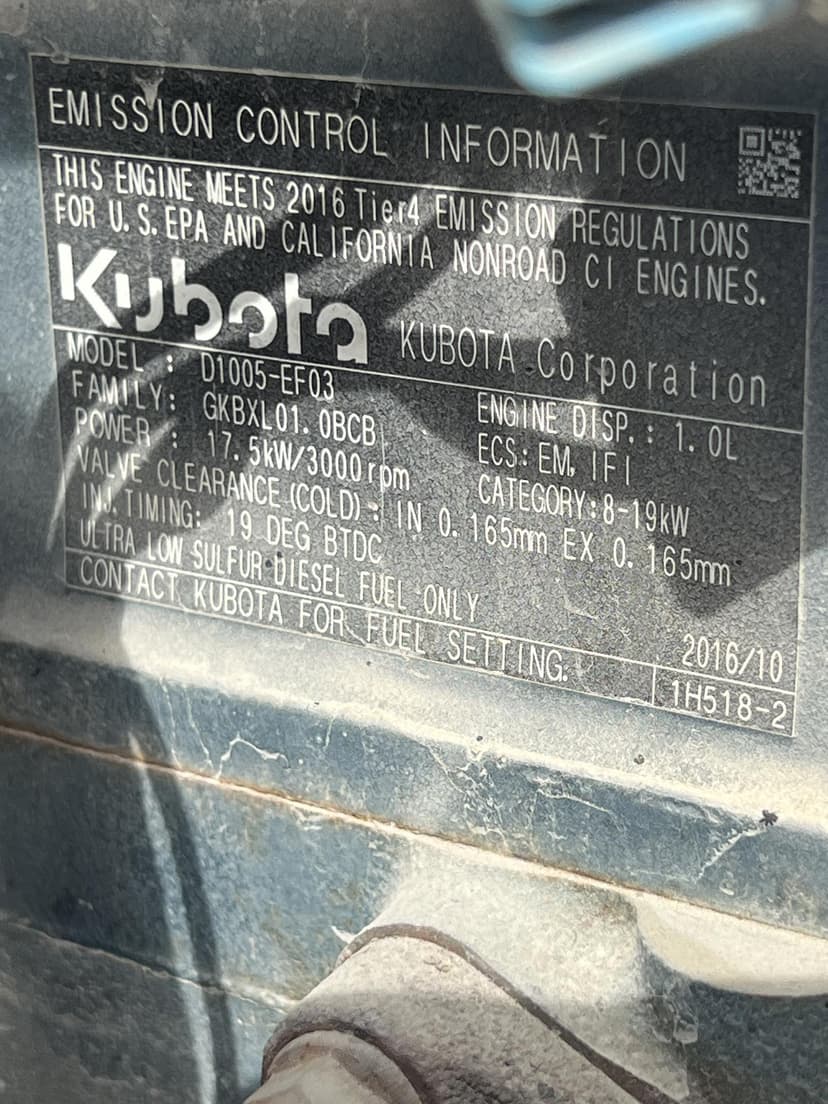 EMISSION CONTROL INFORMATION
THIS ENGINE MEETS 2016 Tier4 EMISSION REGULATIONS
FOR U.S.EPA AND CALIFORNIA NONROAD CI ENGINES.
Kubota KUBOTA Corporation
MODEL : D1005-EF03 ENGINE DISP.: 1.0L
FAMILY: GKBXL01.0BCB ECS: EM, IFI
POWER : 17.5kW/3000rpm CATEGORY:8-19kW
VALVE CLEARANCE(COLD): IN 0.165mm EX 0.165mm
INJ.TIMING: 19 DEG BTDC
ULTRA LOW SULFUR DIESEL FUEL ONLY 2016/10
CONTACT KUBOTA FOR FUEL SETTING. 1H518-2